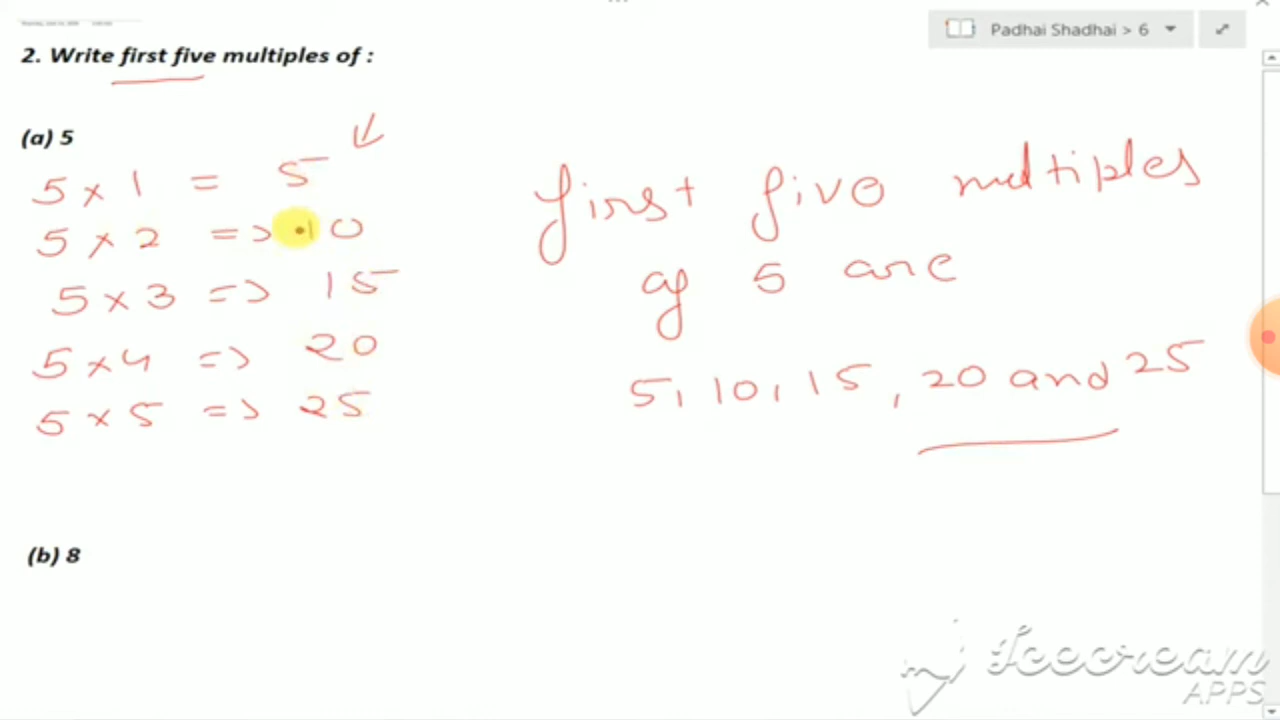 Padhai Shadhai > 6
2. Write first five multiples of :
(a) 5
5 × 1 = 5
5 × 2 => 10
5 × 3 => 15
5 × 4 => 20
5 × 5 => 25
first five multiples
of 5 are
5, 10, 15, 20 and 25
(b) 8
Icecream
APPS